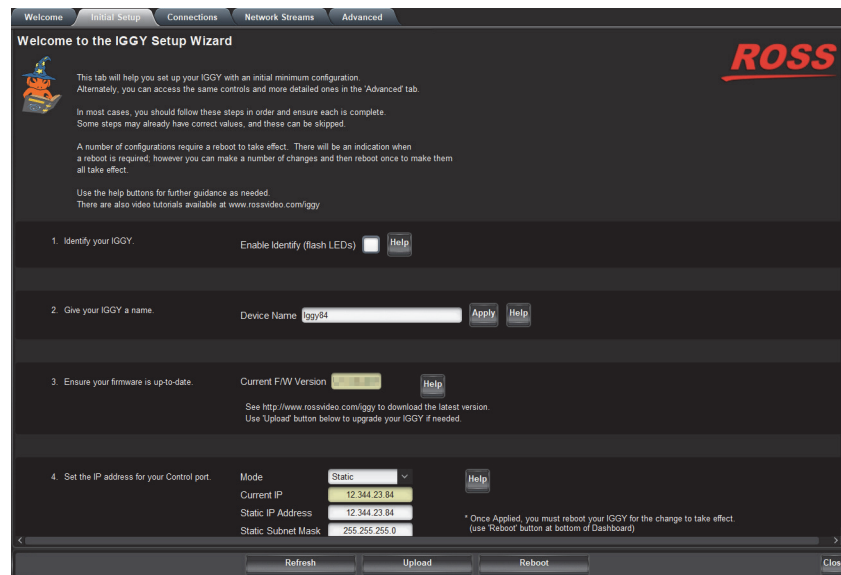 Welcome Initial Setup Connections Network Streams Advanced
Welcome to the IGGY Setup Wizard
ROSS
This tab will help you set up your IGGY with an initial minimum configuration.
Alternately, you can access the same controls and more detailed ones in the 'Advanced' tab.
In most cases, you should follow these steps in order and ensure each is complete.
Some steps may already have correct values, and these can be skipped.
A number of configurations require a reboot to take effect. There will be an indication when
a reboot is required; however you can make a number of changes and then reboot once to make them
all take effect.
Use the help buttons for further guidance as needed.
There are also video tutorials available at www.rossvideo.com/iggy
1. Identify your IGGY. Enable Identify (flash LEDs) Help
2. Give your IGGY a name. Device Name Iggy84 Apply Help
3. Ensure your firmware is up-to-date. Current F/W Version Help
See http://www.rossvideo.com/iggy to download the latest version.
Use 'Upload' button below to upgrade your IGGY if needed.
4. Set the IP address for your Control port. Mode Static Help
Current IP 12.344.23.84
Static IP Address 12.344.23.84 * Once Applied, you must reboot your IGGY for the change to take effect.
Static Subnet Mask 255.255.255.0 (use 'Reboot' button at bottom of Dashboard)
Refresh Upload Reboot Clos